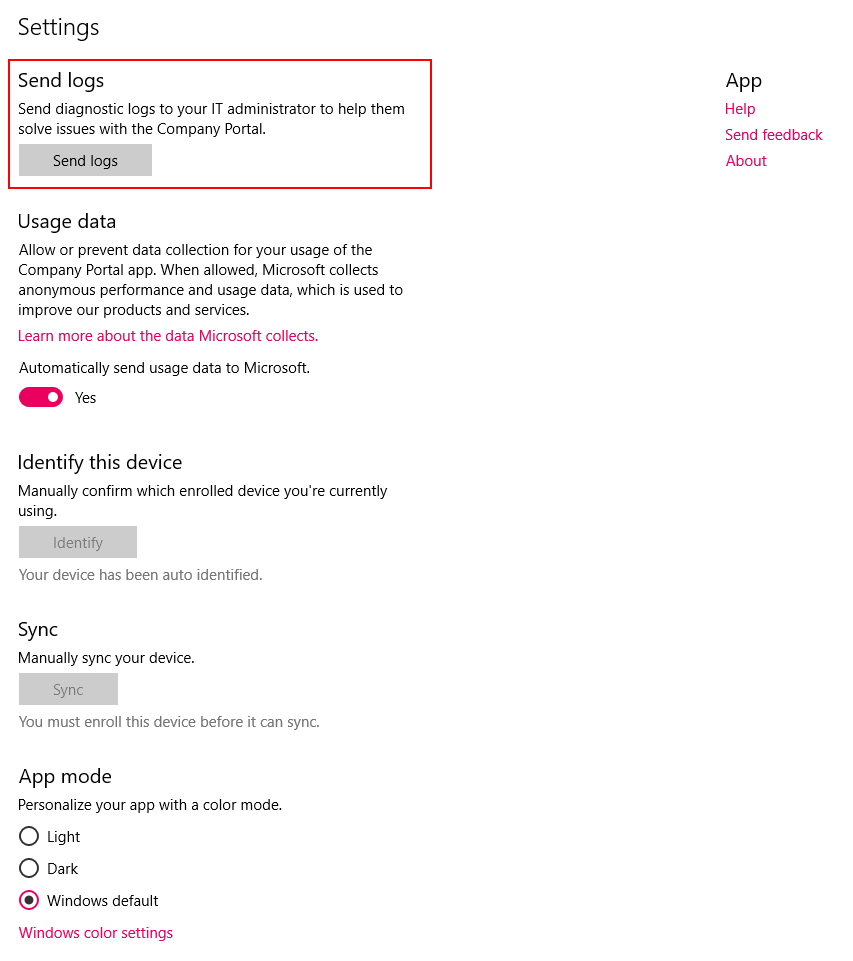 Settings
Send logs
Send diagnostic logs to your IT administrator to help them
solve issues with the Company Portal.
Send logs
Usage data
Allow or prevent data collection for your usage of the
Company Portal app. When allowed, Microsoft collects
anonymous performance and usage data, which is used to
improve our products and services.
Learn more about the data Microsoft collects.
Automatically send usage data to Microsoft.
Yes
Identify this device
Manually confirm which enrolled device you're currently
using.
Identify
Your device has been auto identified.
Sync
Manually sync your device.
Sync
You must enroll this device before it can sync.
App mode
Personalize your app with a color mode.
Light
Dark
Windows default
Windows color settings
App
Help
Send feedback
About